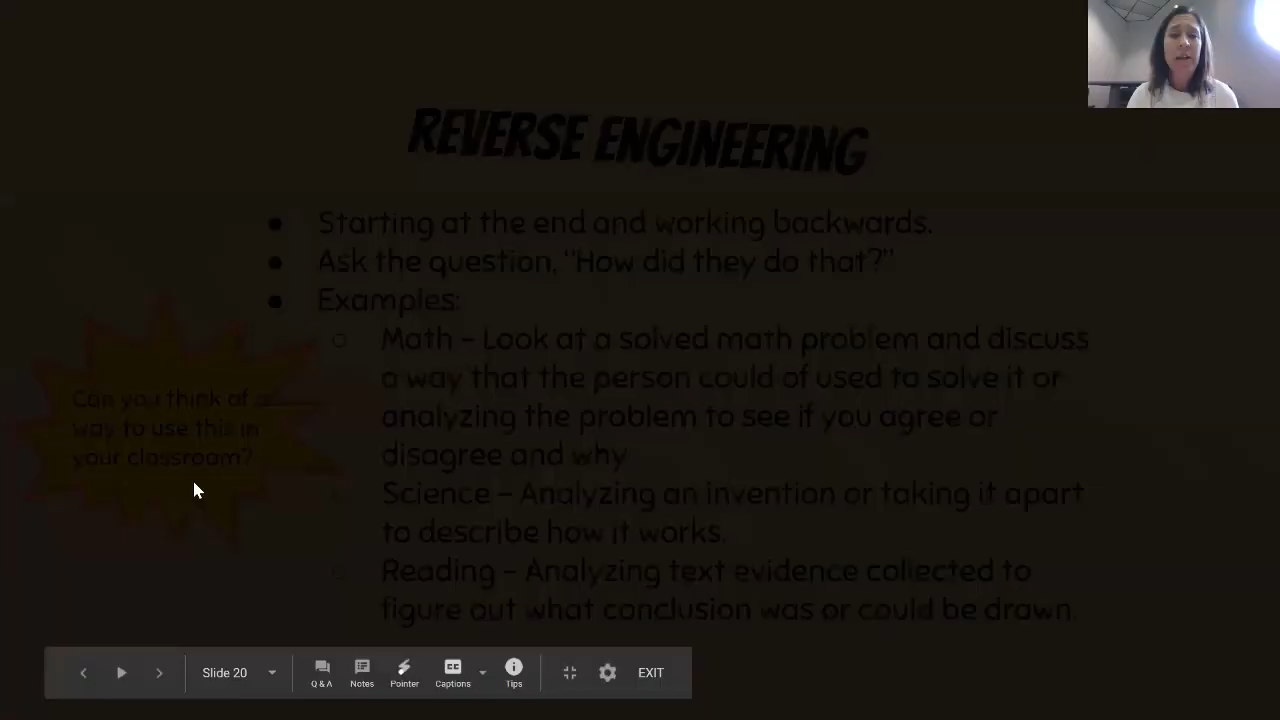 REVERSE ENGINEERING
● Starting at the end and working backwards.
● Ask the question, "How did they do that?"
● Examples:
○ Math - Look at a solved math problem and discuss
a way that the person could of used to solve it or
analyzing the problem to see if you agree or
disagree and why
Science - Analyzing an invention or taking it apart
to describe how it works.
○ Reading - Analyzing text evidence collected to
figure out what conclusion was or could be drawn
Can you think of a
way to use this in
your classroom?
Slide 20
Q & A
Notes
Pointer
CC
Captions
Tips
EXIT